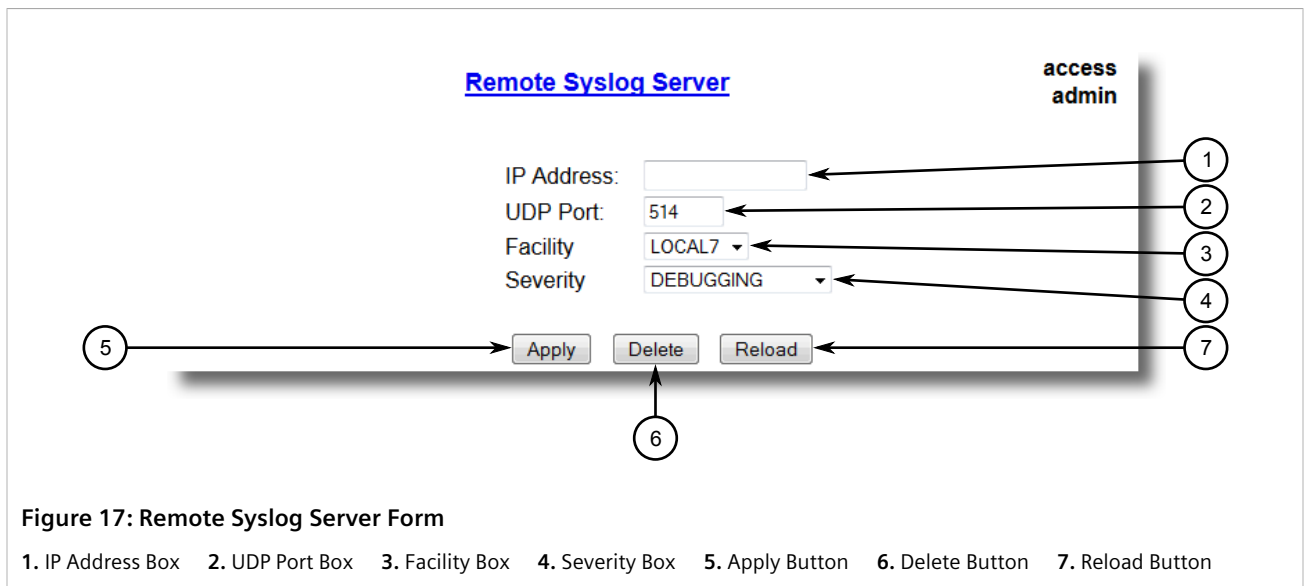 Remote Syslog Server
access
admin
IP Address:
1
UDP Port: 514
2
Facility LOCAL7
3
Severity DEBUGGING
4
5
Apply Delete Reload
7
6
Figure 17: Remote Syslog Server Form
1. IP Address Box 2. UDP Port Box 3. Facility Box 4. Severity Box 5. Apply Button 6. Delete Button 7. Reload Button